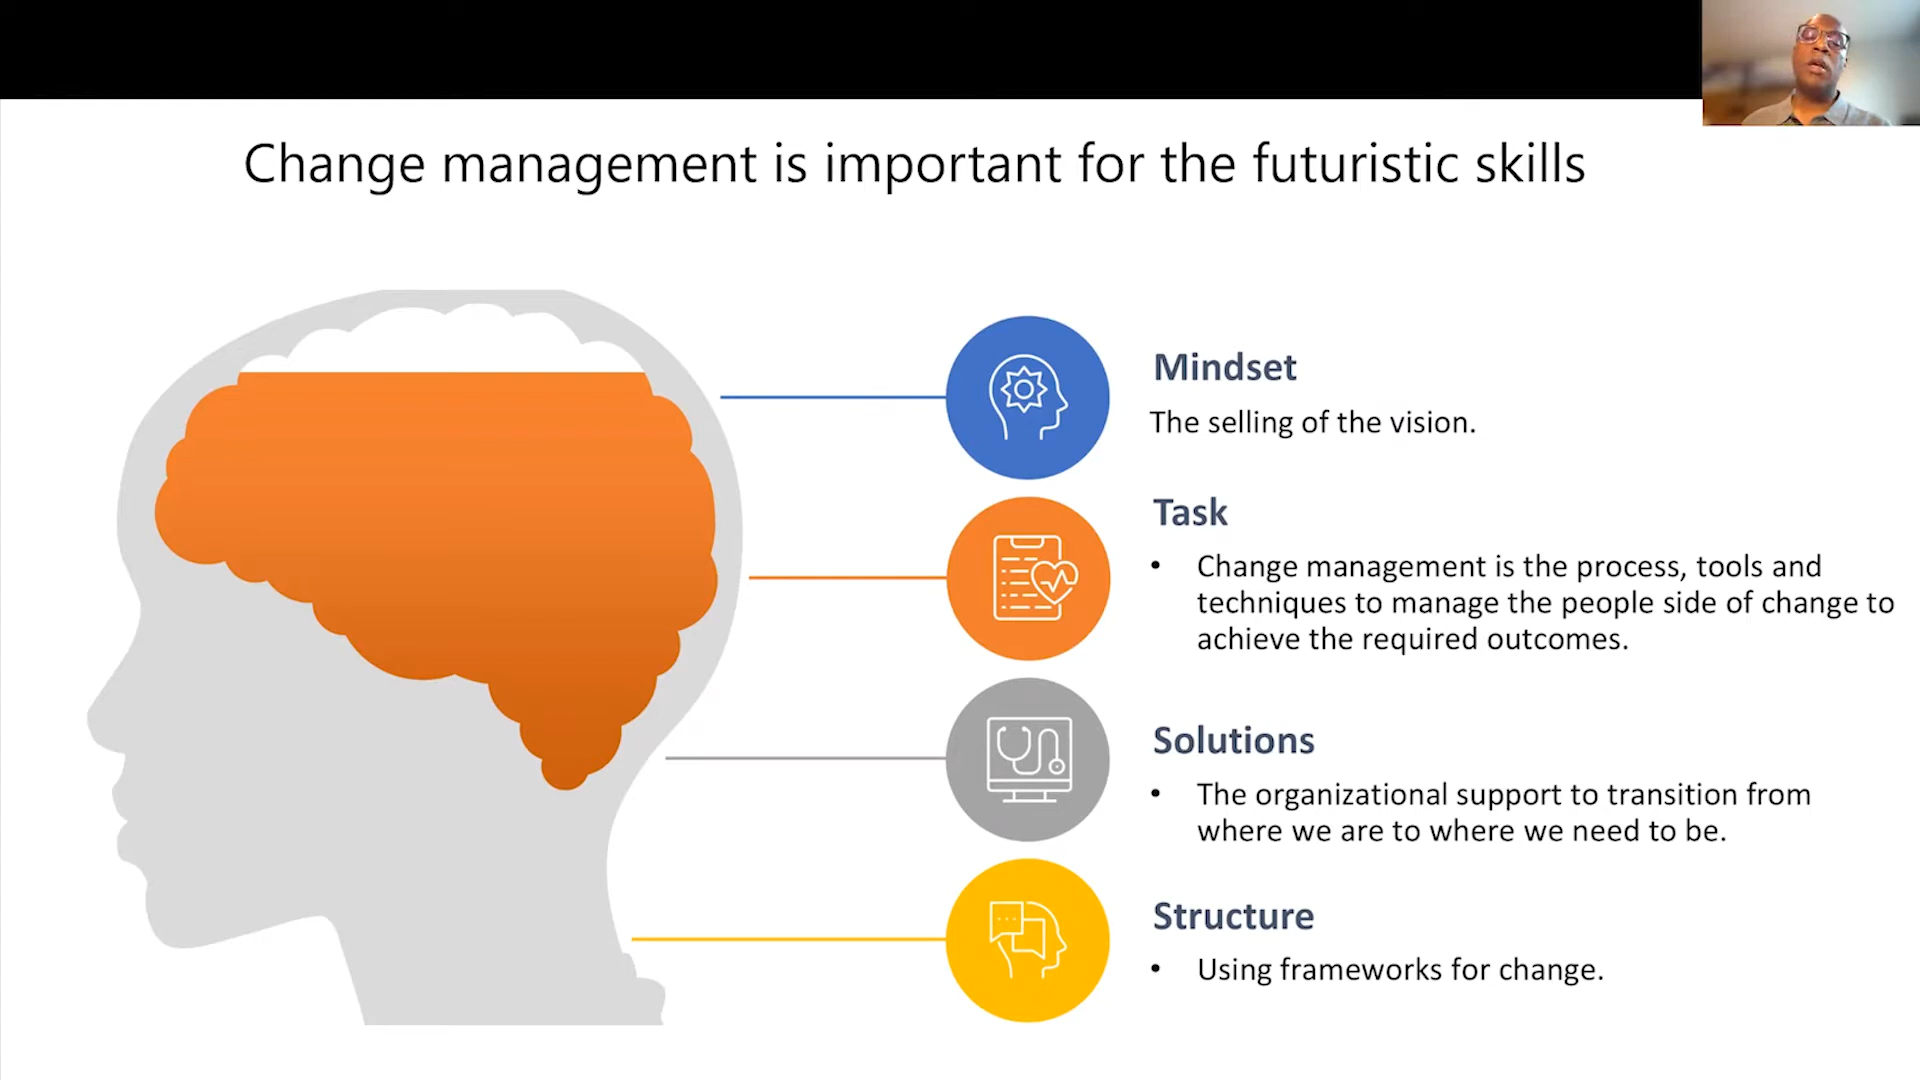 Change management is important for the futuristic skills
Mindset
The selling of the vision.
Task
• Change management is the process, tools and
techniques to manage the people side of change to
achieve the required outcomes.
Solutions
• The organizational support to transition from
where we are to where we need to be.
Structure
• Using frameworks for change.